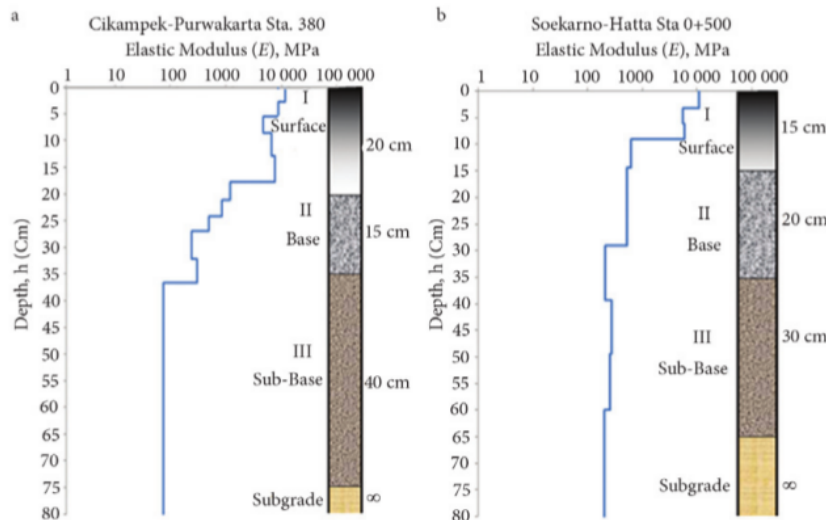 a
Cikampek-Purwakarta Sta. 380
Elastic Modulus (E), MPa
1 10 100 1000 10 000 100 000
Depth, h (Cm)
0
5
10
15
20
25
30
35
40
45
50
55
60
65
70
75
80
I
Surface
20 cm
II
Base
15 cm
III
Sub-Base
40 cm
Subgrade
∞
b
Soekarno-Hatta Sta 0+500
Elastic Modulus (E), MPa
1 10 100 1000 10 000 100 000
Depth, h (Cm)
0
5
10
15
20
25
30
35
40
45
50
55
60
65
70
75
80
I
Surface
15 cm
II
Base
20 cm
III
Sub-Base
30 cm
Subgrade
∞